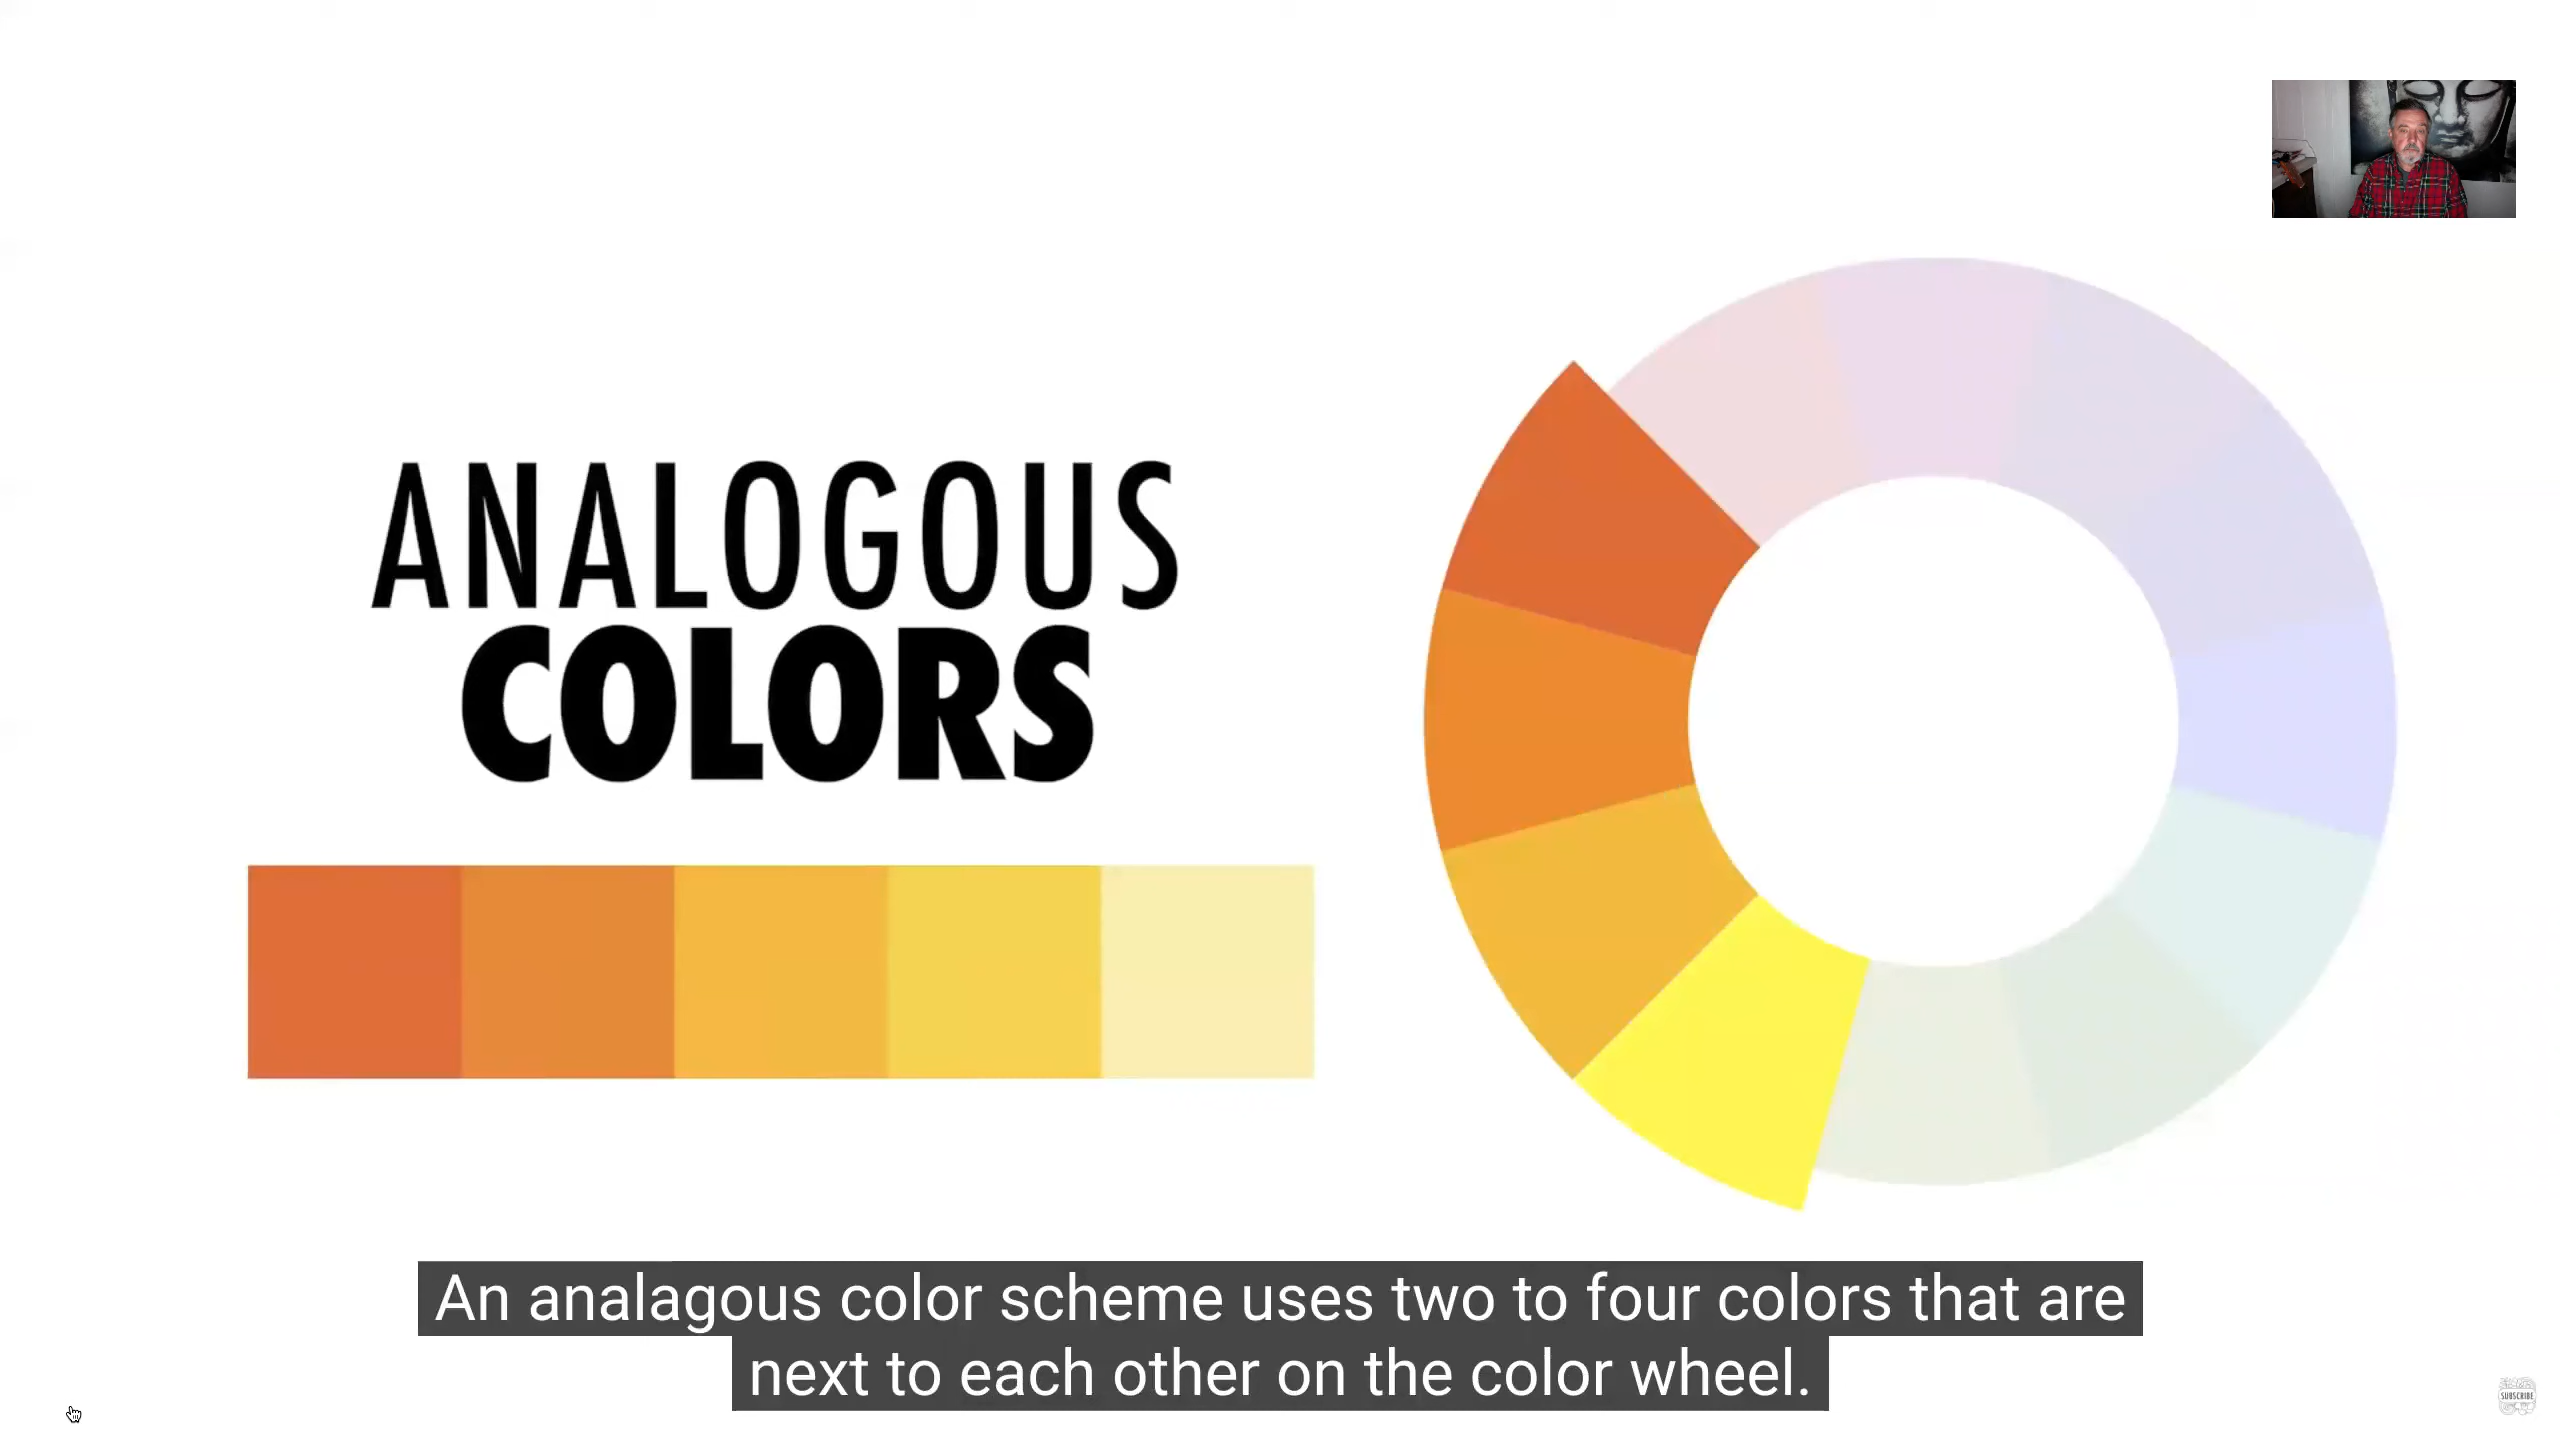 ANALOGOUS
COLORS
An analagous color scheme uses two to four colors that are
next to each other on the color wheel.
SUBSCRIBE